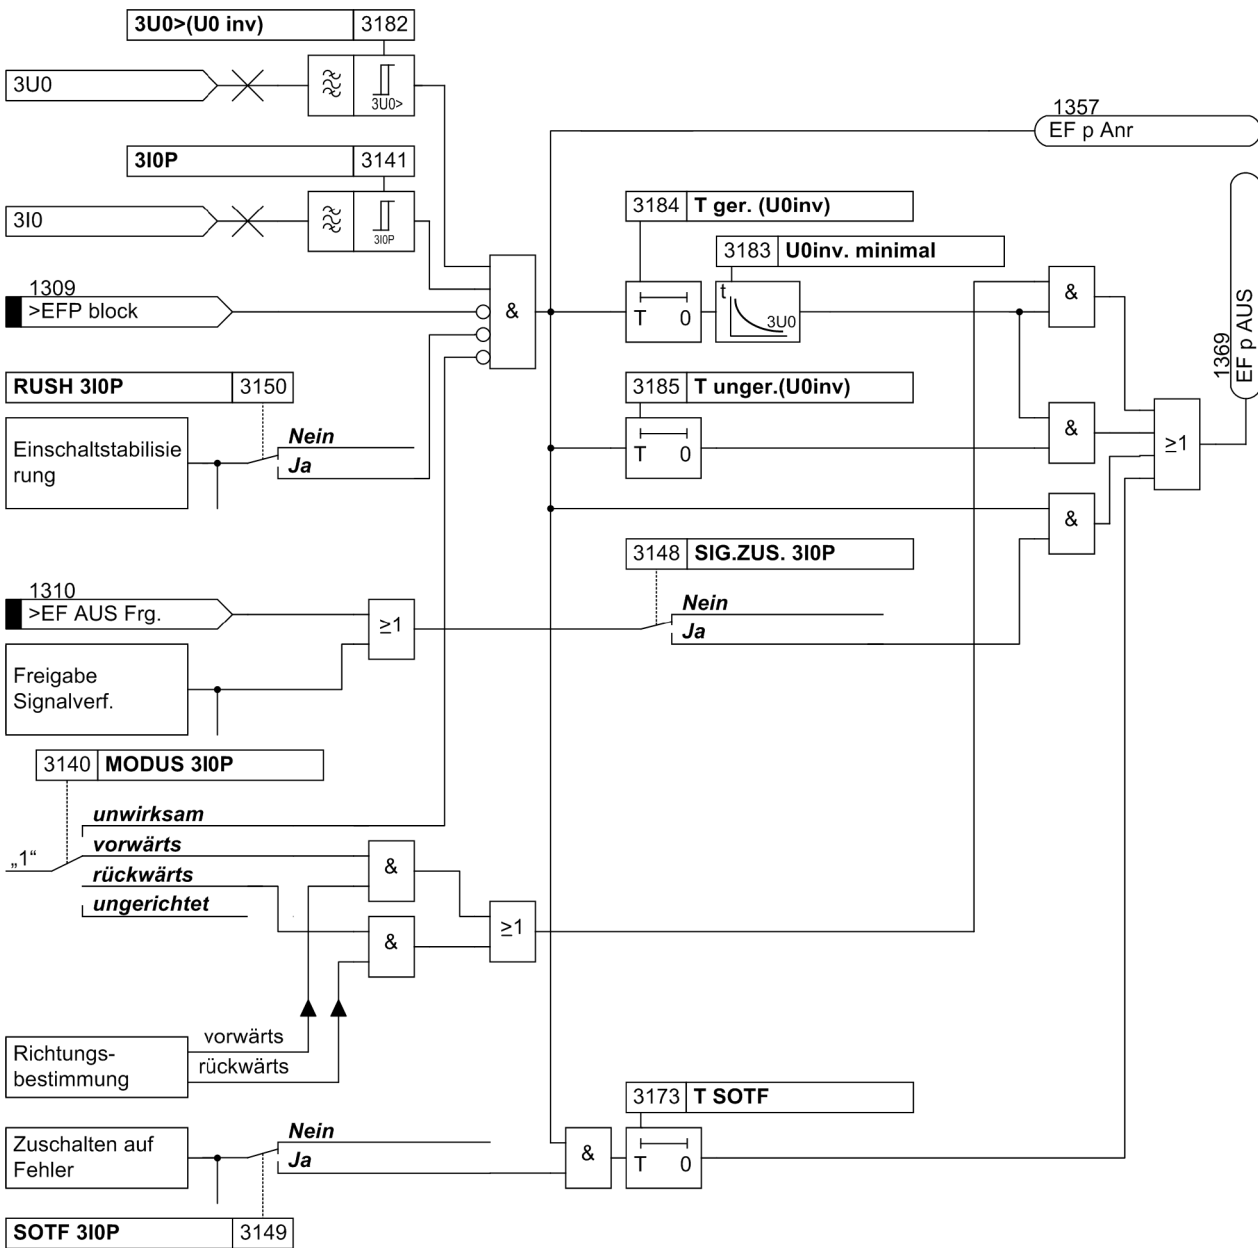 3U0>(U0 inv) 3182
3U0
3U0>
1357
EF p Anr
3I0P 3141
3I0
3I0P
3184 T ger. (U0inv)
3183 U0inv. minimal
1309
>EFP block
&
T 0
t
3U0
&
1369
EF p AUS
RUSH 3I0P 3150
3185 T unger.(U0inv)
Einschaltstabilisie
rung
Nein
Ja
T 0
&
≥1
&
3148 SIG.ZUS. 3I0P
1310
>EF AUS Frg.
≥1
Nein
Ja
Freigabe
Signalverf.
3140 MODUS 3I0P
unwirksam
„1“
vorwärts
rückwärts
ungerichtet
&
&
≥1
Richtungs-
bestimmung
vorwärts
rückwärts
3173 T SOTF
Zuschalten auf
Fehler
Nein
Ja
&
T 0
SOTF 3I0P 3149